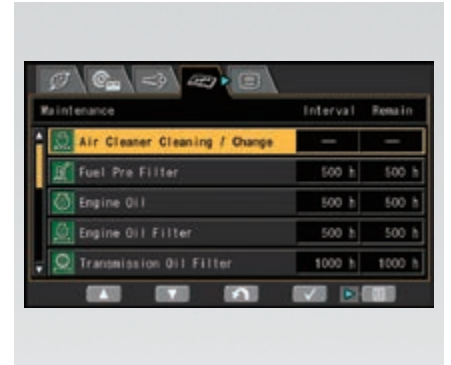 Maintenance Interval Remain
Air Cleaner Cleaning / Change — —
Fuel Pre Filter 500 h 500 h
Engine Oil 500 h 500 h
Engine Oil Filter 500 h 500 h
Transmission Oil Filter 1000 h 1000 h